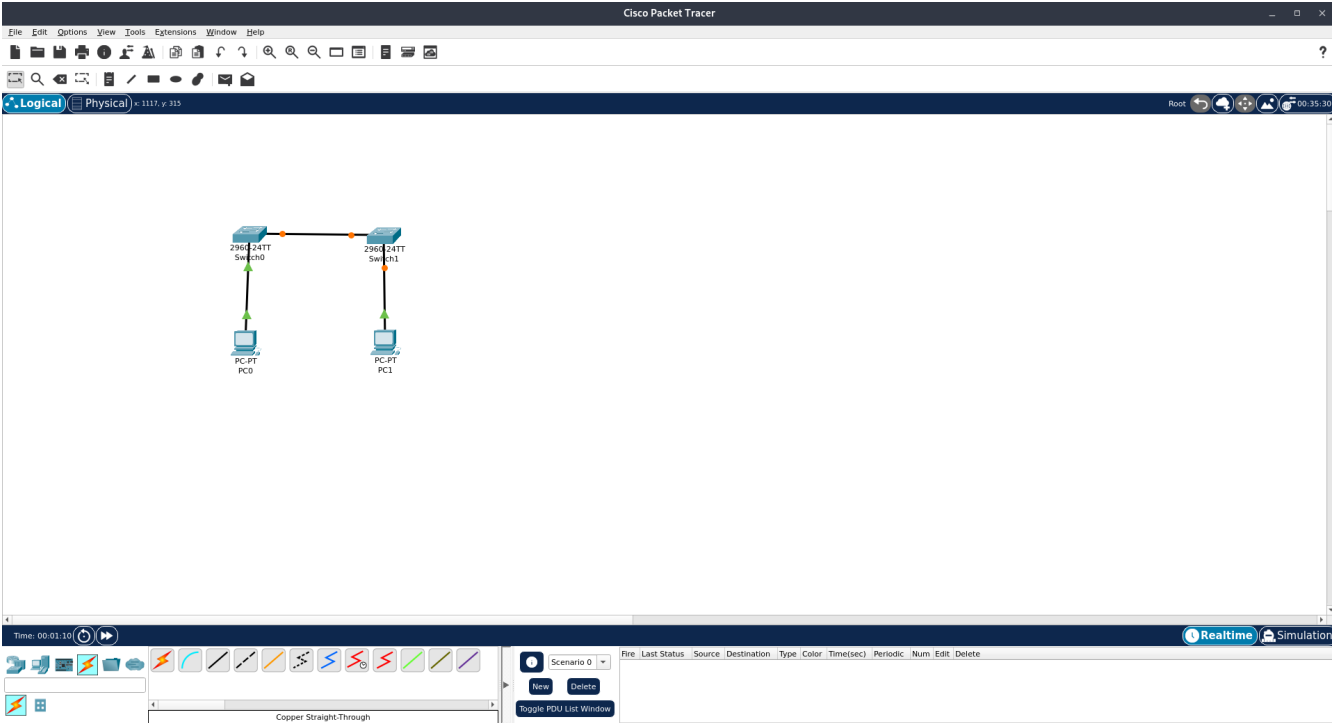 Cisco Packet Tracer
File Edit Options View Tools Extensions Window Help
?
Logical Physical x: 1117, y: 315 Root 00:35:30
2960-24TT
Switch0
2960-24TT
Switch1
PC-PT
PC0
PC-PT
PC1
Time: 00:01:10 Realtime Simulation
Scenario 0
New Delete
Toggle PDU List Window
Fire Last Status Source Destination Type Color Time(sec) Periodic Num Edit Delete
Copper Straight-Through